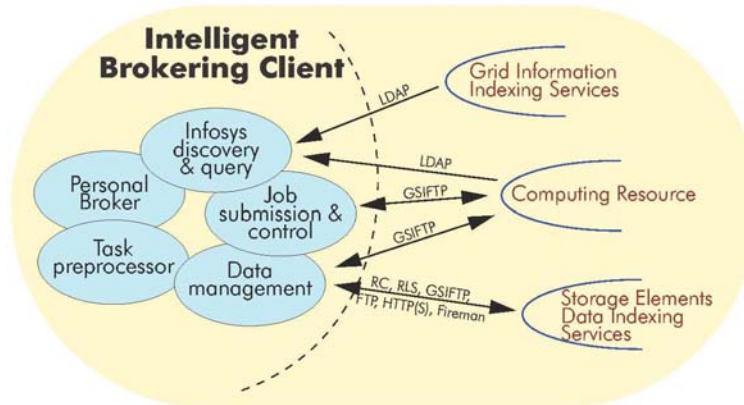 Intelligent
Brokering Client
Infosys
discovery
& query
Personal
Broker
Job
submission &
control
Task
preprocessor
Data
management
LDAP
LDAP
GSIFTP
GSIFTP
RC, RLS, GSIFTP,
FTP, HTTP(S), Fireman
Grid Information
Indexing Services
Computing Resource
Storage Elements
Data Indexing
Services